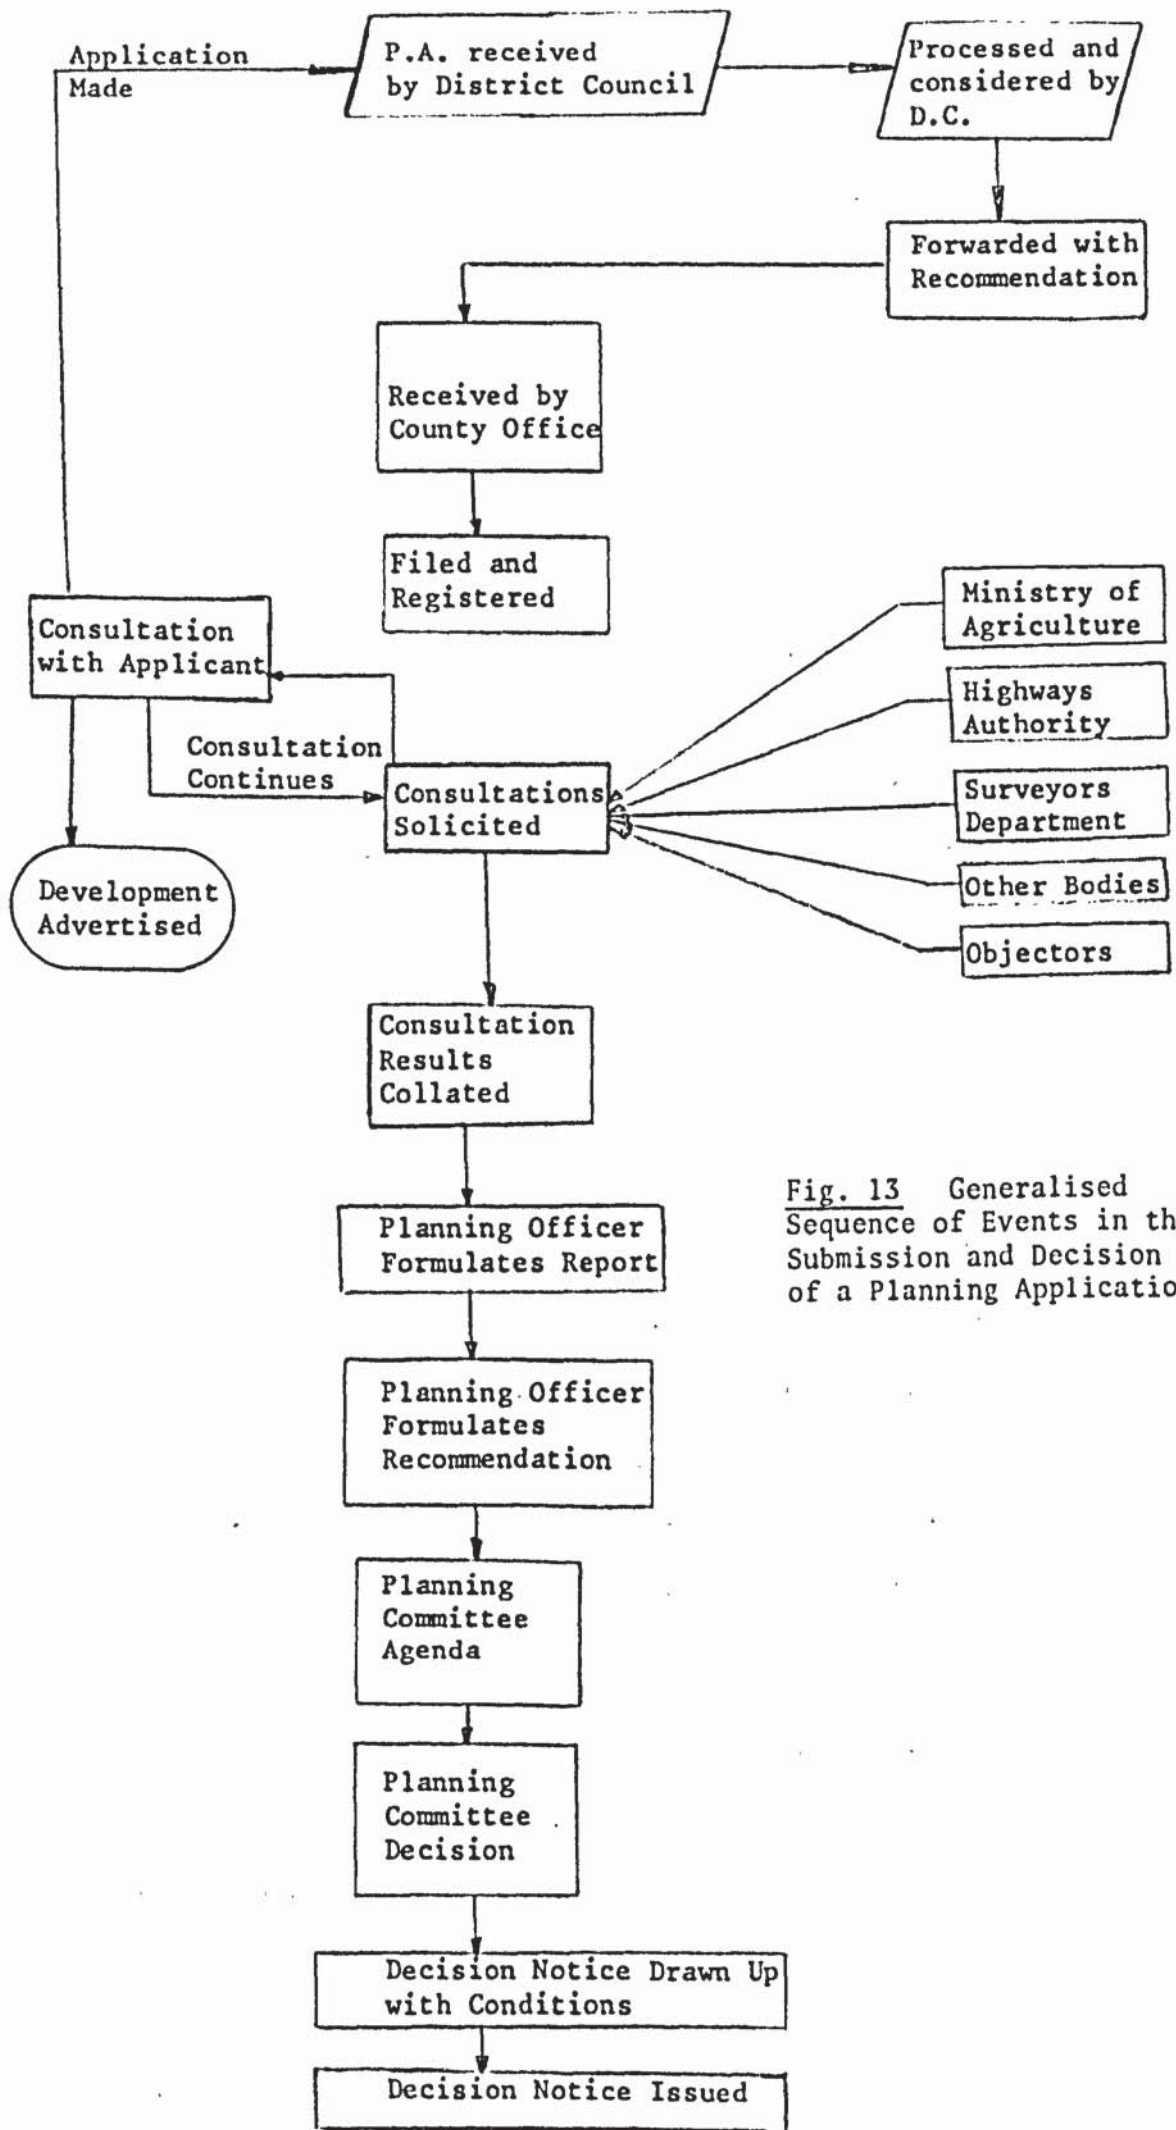 Application
Made
P.A. received
by District Council
Processed and
considered by
D.C.
Forwarded with
Recommendation
Received by
County Office
Filed and
Registered
Consultation
with Applicant
Consultation
Continues
Consultations
Solicited
Ministry of
Agriculture
Highways
Authority
Surveyors
Department
Other Bodies
Objectors
Development
Advertised
Consultation
Results
Collated
Planning Officer
Formulates Report
Fig. 13 Generalised
Sequence of Events in th
Submission and Decision
of a Planning Applicatio
Planning Officer
Formulates
Recommendation
Planning
Committee
Agenda
Planning
Committee
Decision
Decision Notice Drawn Up
with Conditions
Decision Notice Issued